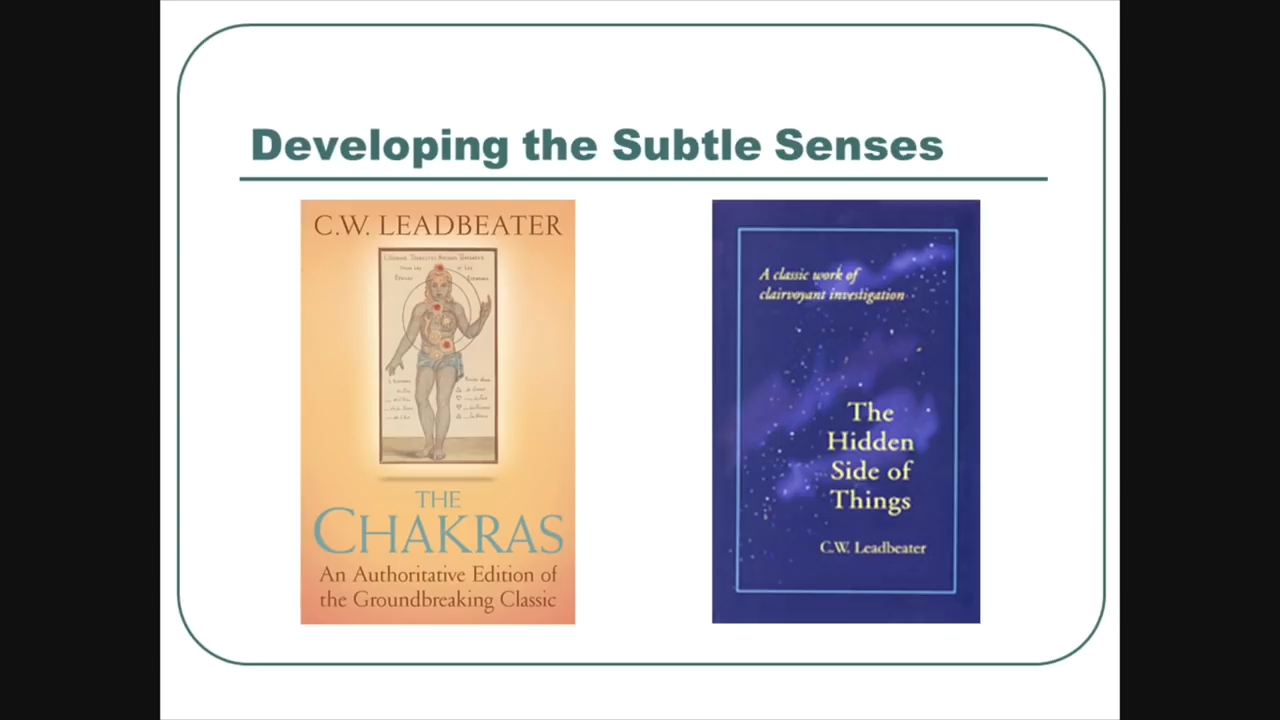 Developing the Subtle Senses
C.W. LEADBEATER
THE
CHAKRAS
An Authoritative Edition of
the Groundbreaking Classic
A classic work of
clairvoyant investigation
The
Hidden
Side of
Things
C.W. Leadbeater